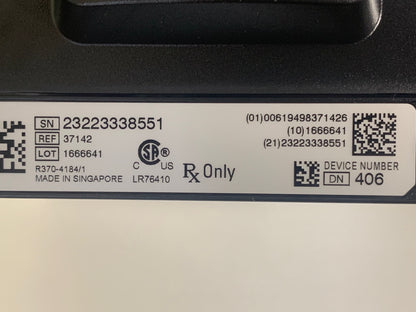 SN 23223338551
REF 37142
LOT 1666641
R370-4184/1
MADE IN SINGAPORE
C SA US
LR76410
Rx Only
(01)00619498371426
(10)1666641
(21)23223338551
DEVICE NUMBER
DN 406